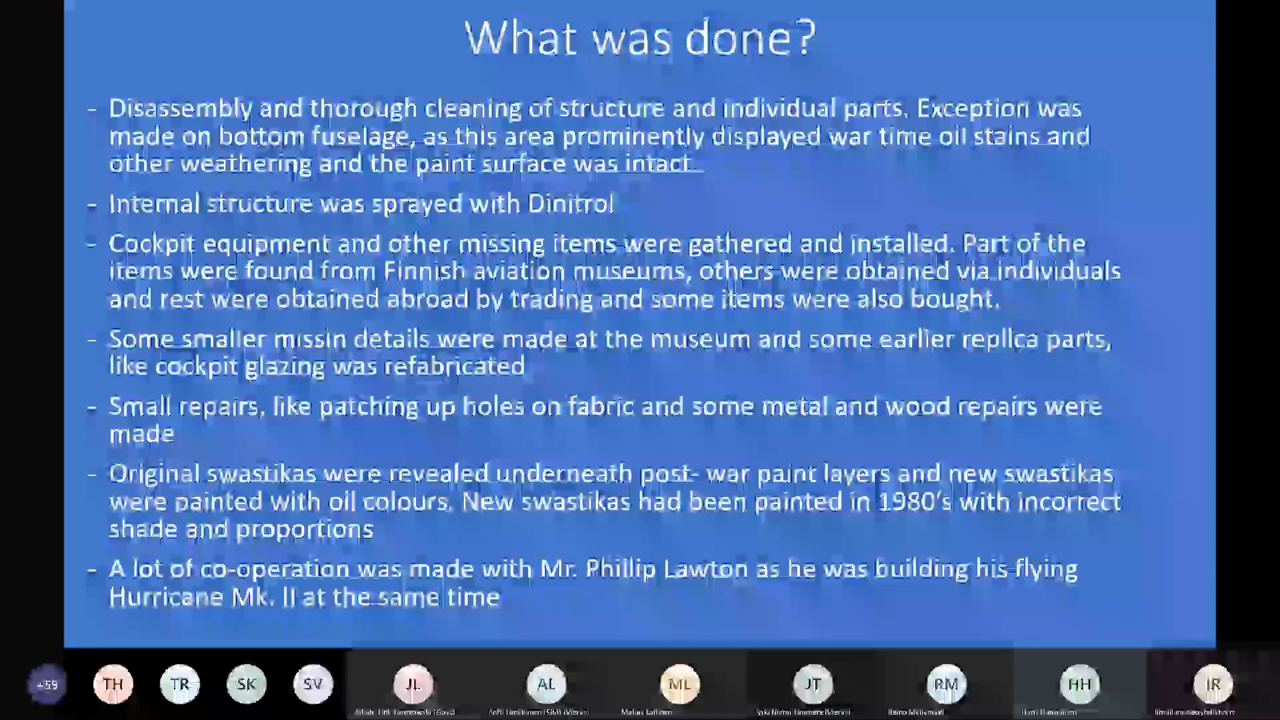 What was done?
- Disassembly and thorough cleaning of structure and individual parts. Exception was
made on bottom fuselage, as this area prominently displayed war time oil stains and
other weathering and the paint surface was intact.
- Internal structure was sprayed with Dinitrol
- Cockpit equipment and other missing items were gathered and installed. Part of the
items were found from Finnish aviation museums, others were obtained via individuals
and rest were obtained abroad by trading and some items were also bought.
- Some smaller missin details were made at the museum and some earlier replica parts,
like cockpit glazing was refabricated
- Small repairs, like patching up holes on fabric and some metal and wood repairs were
made
- Original swastikas were revealed underneath post- war paint layers and new swastikas
were painted with oil colours. New swastikas had been painted in 1980's with incorrect
shade and proportions
- A lot of co-operation was made with Mr. Phillip Lawton as he was building his flying
Hurricane Mk. II at the same time
+59 TH TR SK SV JL AL ML JT RM HH IR